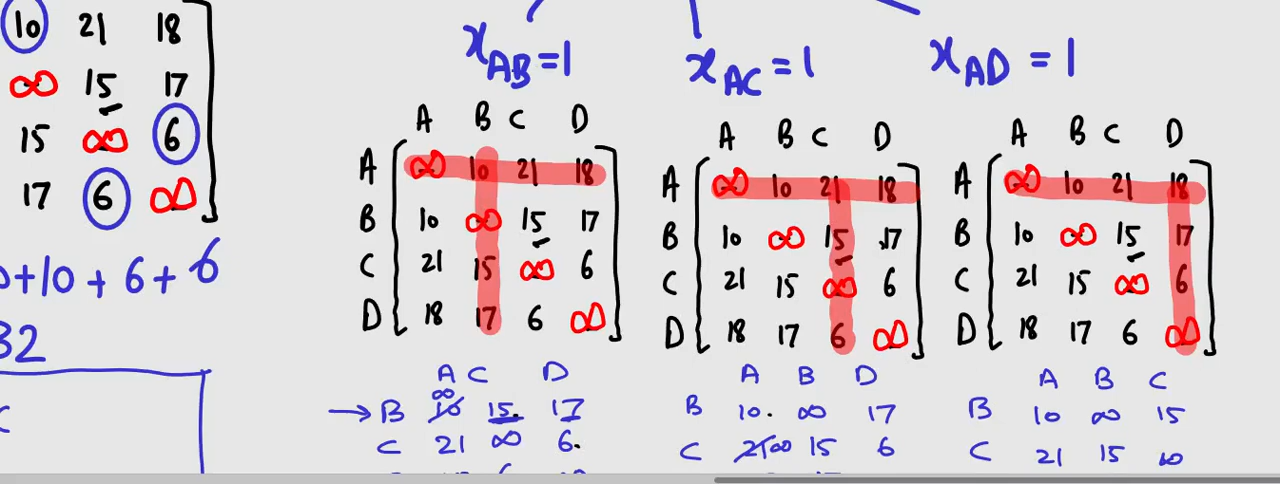 10 21 18
∞ 15 17
15 ∞ 6
17 6 ∞
+10 + 6 + 6
32
C
x_AB = 1
A B C D
A ∞ 10 21 18
B 10 ∞ 15 17
C 21 15 ∞ 6
D 18 17 6 ∞
A C D
∞
→ B 10 15. 17
C 21 ∞ 6.
x_AC = 1
A B C D
A ∞ 10 21 18
B 10 ∞ 15 17
C 21 15 ∞ 6
D 18 17 6 ∞
A B D
B 10. ∞ 17
C 21 ∞ 15 6
x_AD = 1
A B C D
A ∞ 10 21 18
B 10 ∞ 15 17
C 21 15 ∞ 6
D 18 17 6 ∞
A B C
B 10 ∞ 15
C 21 15